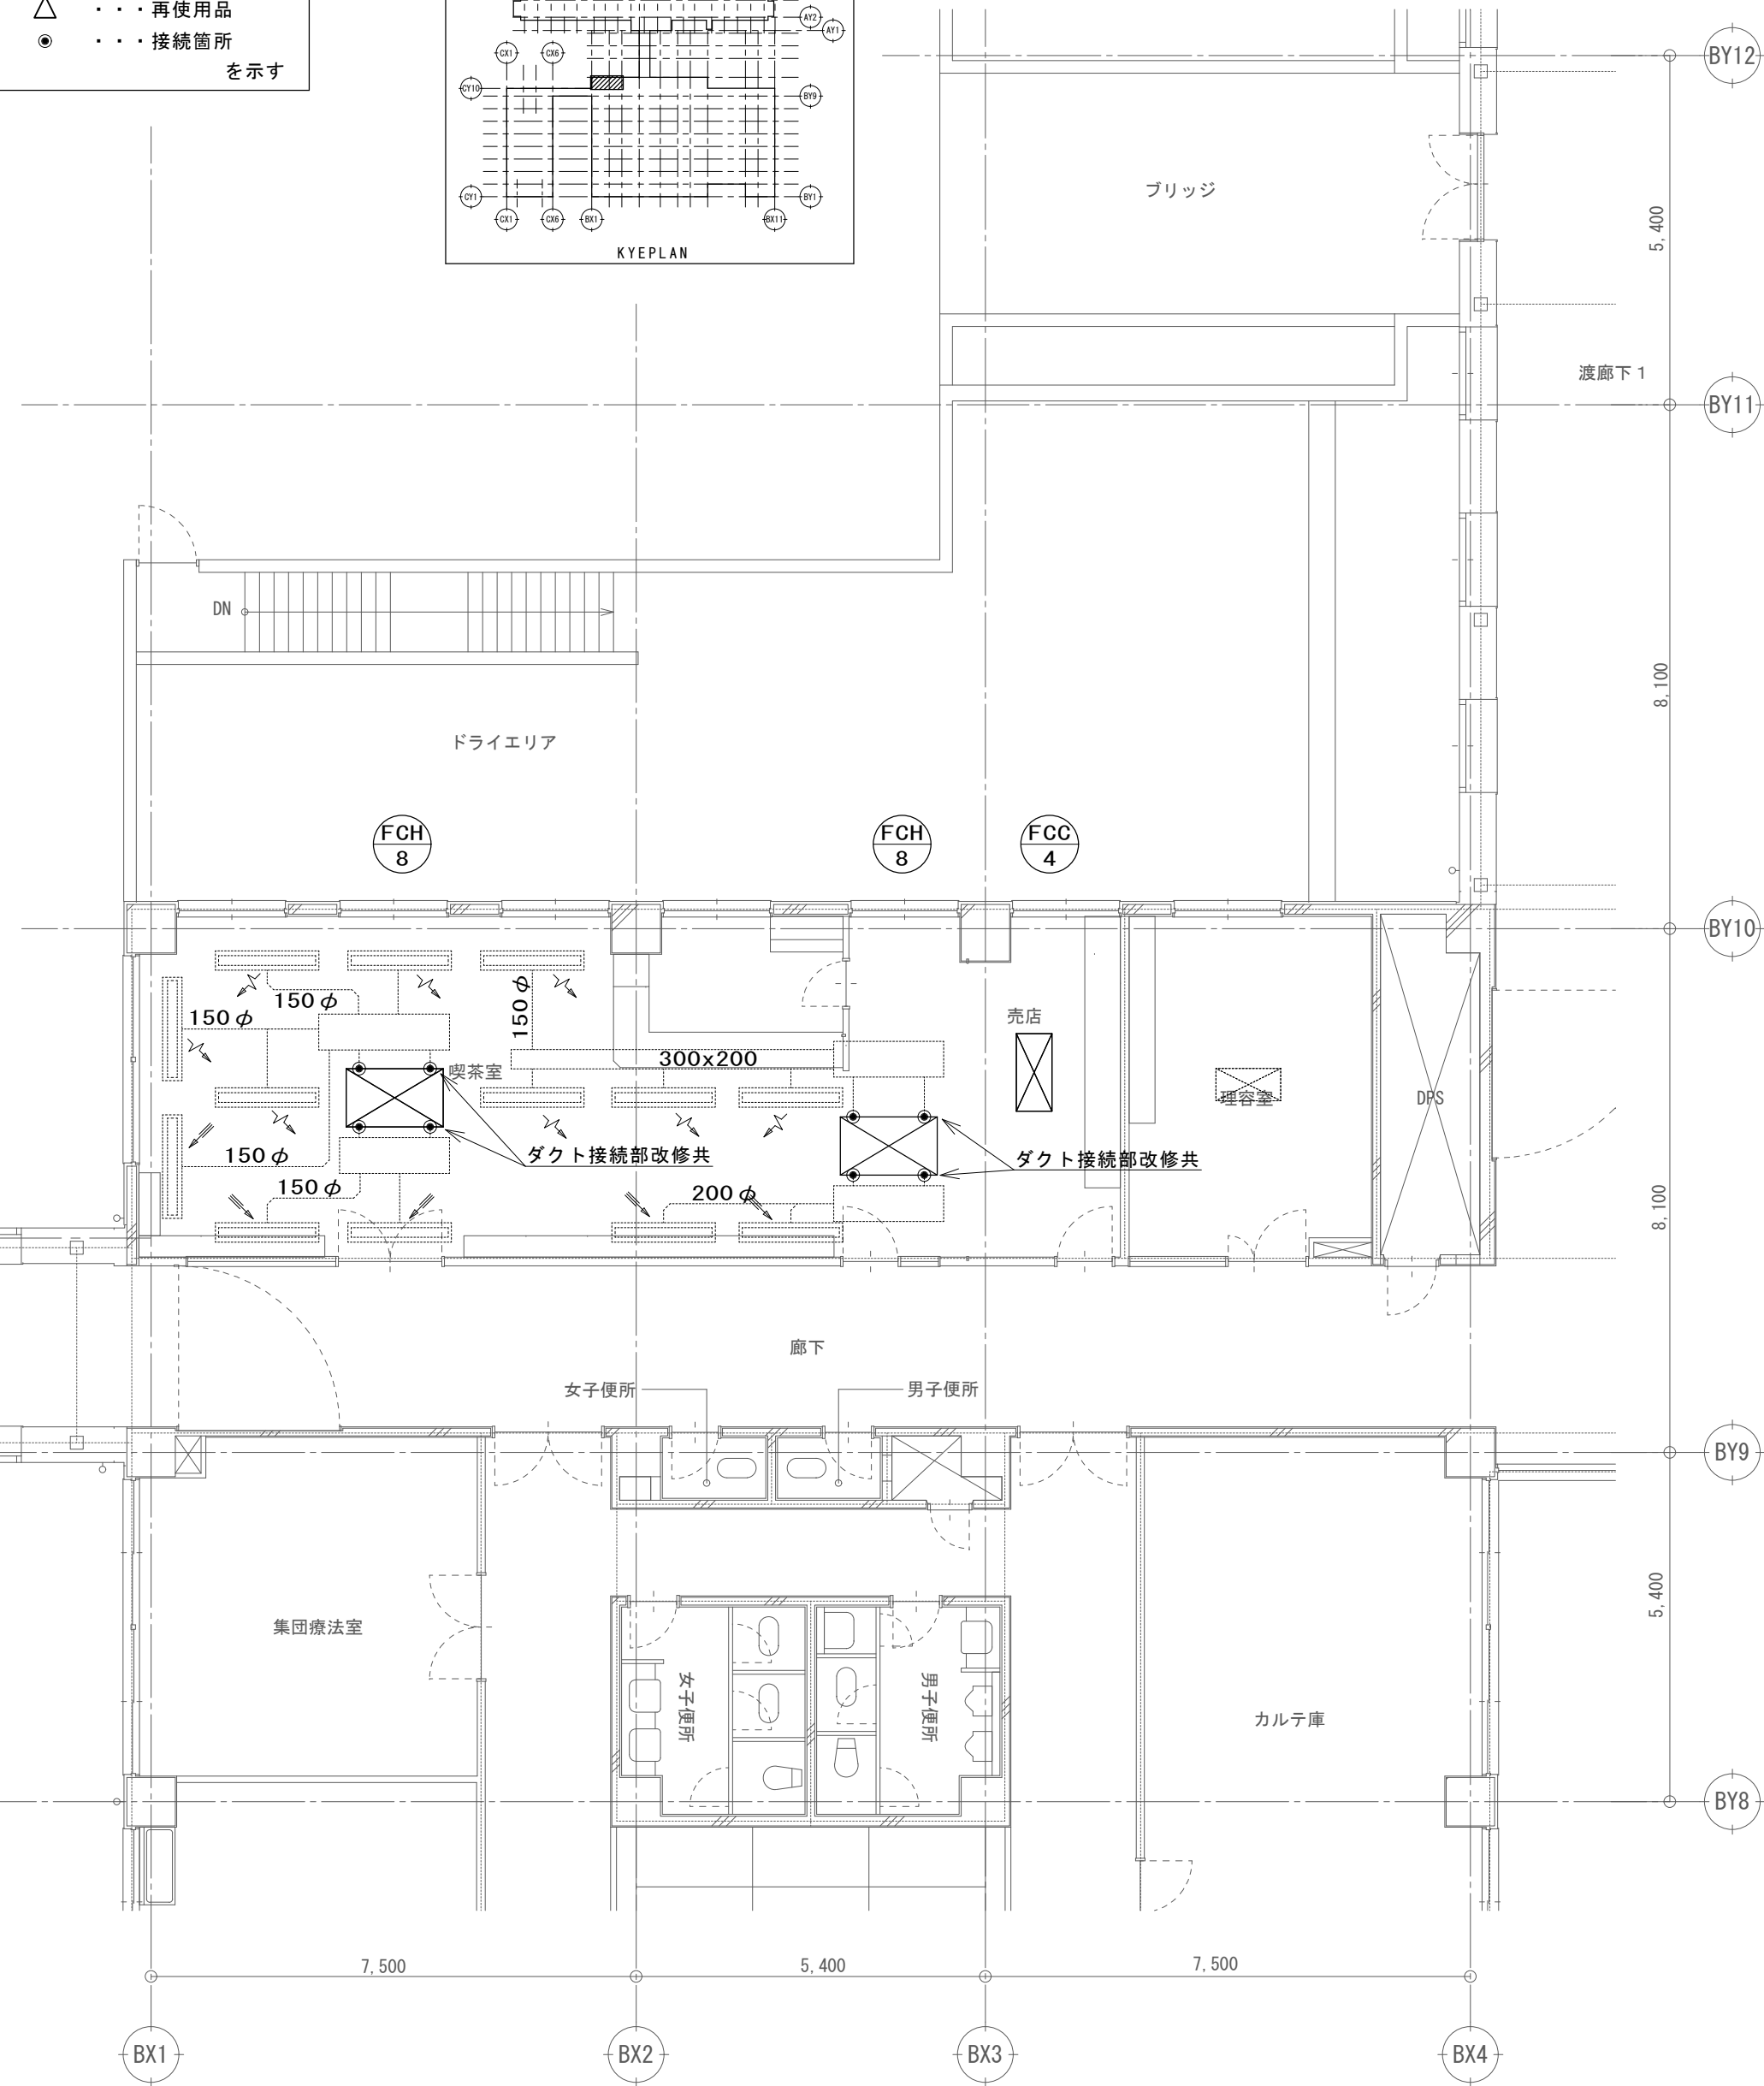 △ ・・・再使用品
◉ ・・・接続箇所
を示す
AY2
AY1
CX1
CX6
CY10
BY9
CY1
BY1
CX1
CX6
BX1
BX11
KYEPLAN
BY12
ブリッジ
5,400
渡廊下1
BY11
DN
8,100
ドライエリア
FCH
8
FCH
8
FCC
4
BY10
150φ
150φ
150φ
売店
300x200
喫茶室
理容室
DPS
150φ
ダクト接続部改修共
ダクト接続部改修共
150φ
200φ
8,100
廊下
女子便所
男子便所
BY9
5,400
集団療法室
女子便所
男子便所
カルテ庫
BY8
7,500
5,400
7,500
BX1
BX2
BX3
BX4